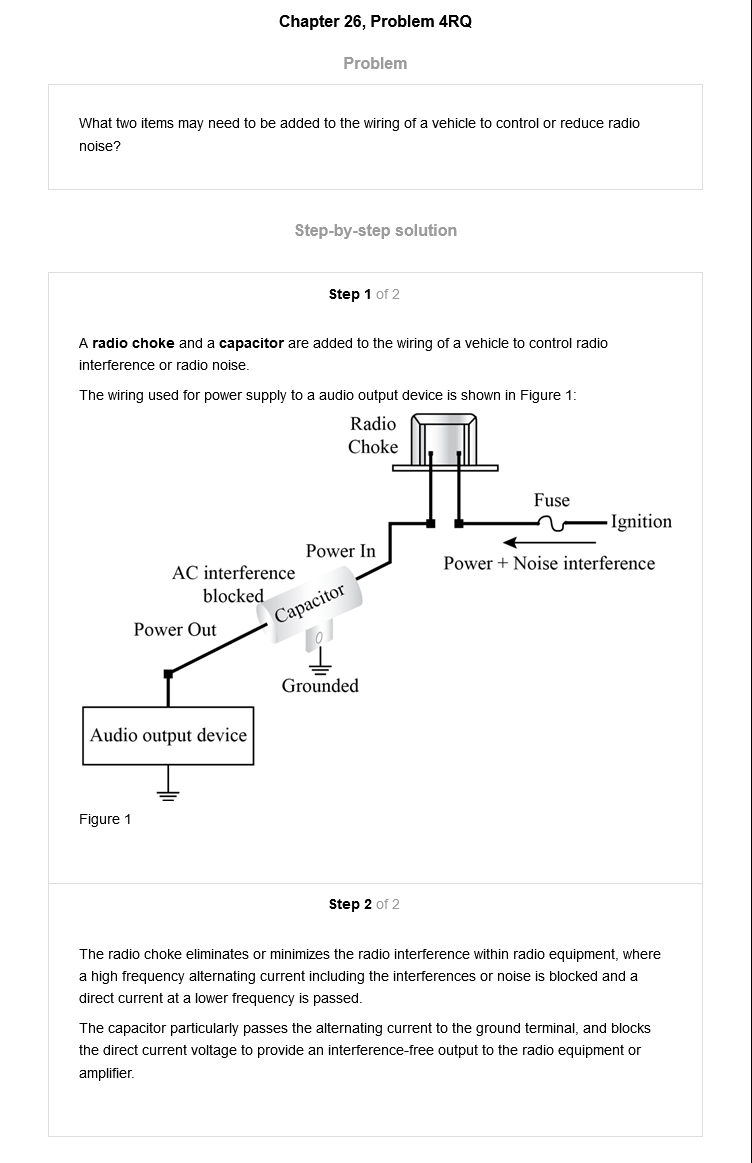 Chapter 26, Problem 4RQ
Problem
What two items may need to be added to the wiring of a vehicle to control or reduce radio
noise?
Step-by-step solution
Step 1 of 2
A radio choke and a capacitor are added to the wiring of a vehicle to control radio
interference or radio noise.
The wiring used for power supply to a audio output device is shown in Figure 1:
Radio
Choke
Fuse
Ignition
Power + Noise interference
Power In
AC interference
blocked
Capacitor
Power Out
Grounded
Audio output device
Figure 1
Step 2 of 2
The radio choke eliminates or minimizes the radio interference within radio equipment, where
a high frequency alternating current including the interferences or noise is blocked and a
direct current at a lower frequency is passed.
The capacitor particularly passes the alternating current to the ground terminal, and blocks
the direct current voltage to provide an interference-free output to the radio equipment or
amplifier.